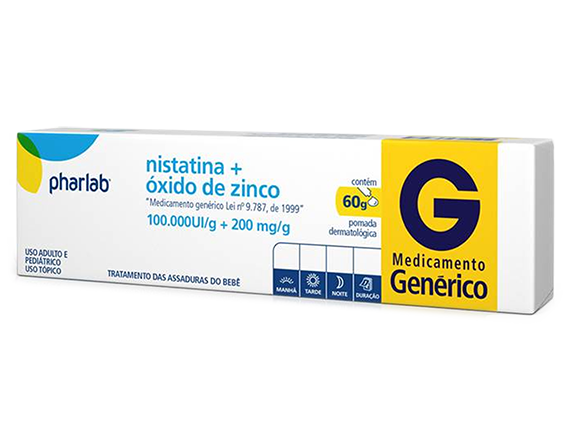 pharlab
nistatina +
óxido de zinco
"Medicamento genérico Lei nº 9.787, de 1999"
100.000UI/g + 200 mg/g
contém
60g
pomada
dermatológica
USO ADULTO E
PEDIÁTRICO
USO TÓPICO
TRATAMENTO DAS ASSADURAS DO BEBÊ
MANHÃ TARDE NOITE DURAÇÃO
G
Medicamento
Genérico